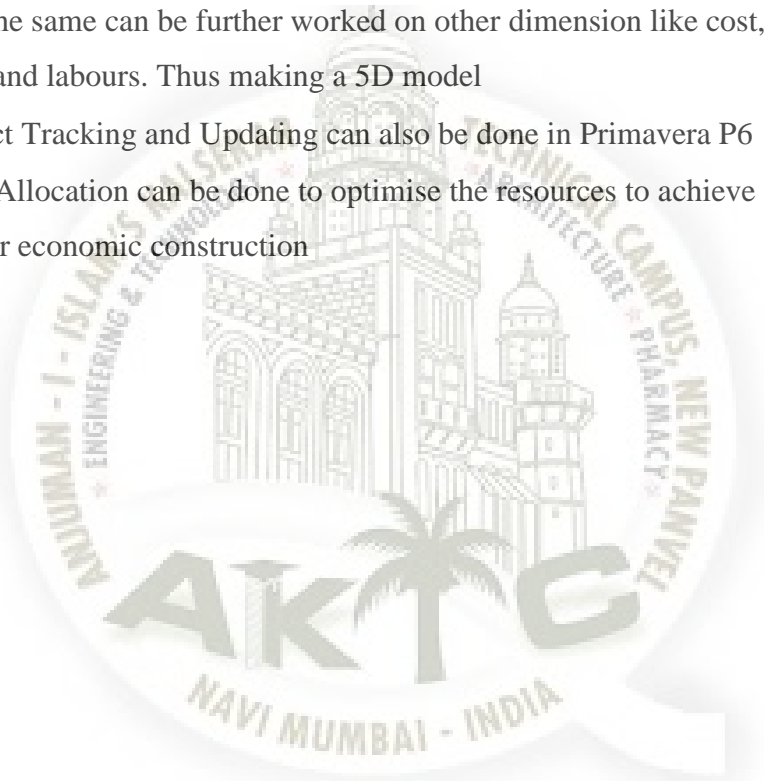 he same can be further worked on other dimension like cost,
and labours. Thus making a 5D model
ct Tracking and Updating can also be done in Primavera P6
Allocation can be done to optimise the resources to achieve
r economic construction
ANJUMAN - I - ISLAM'S KALSEKAR TECHNICAL CAMPUS, NEW PANVEL
ENGINEERING & TECHNOLOGY * ARCHITECTURE * PHARMACY *
AKTC
NAVI MUMBAI - INDIA